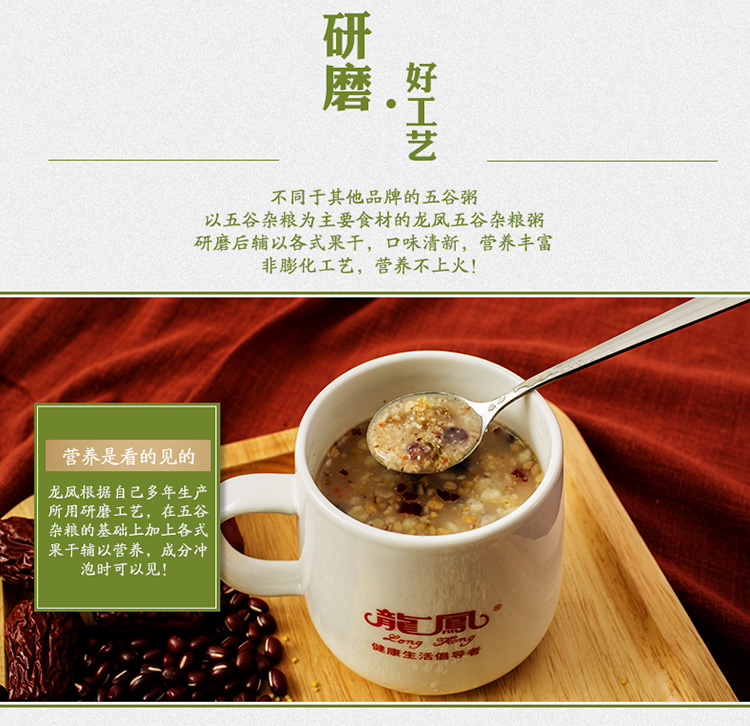 研磨
·好工艺
不同于其他品牌的五谷粥
以五谷杂粮为主要食材的龙凤五谷杂粮粥
研磨后辅以各式果干，口味清新，营养丰富
非膨化工艺，营养不上火！
营养是看的见的
龙凤根据自己多年生产
所用研磨工艺，在五谷
杂粮的基础上加上各式
果干辅以营养，成分冲
泡时可以见！
龍鳳®
Long Feng
健康生活倡导者